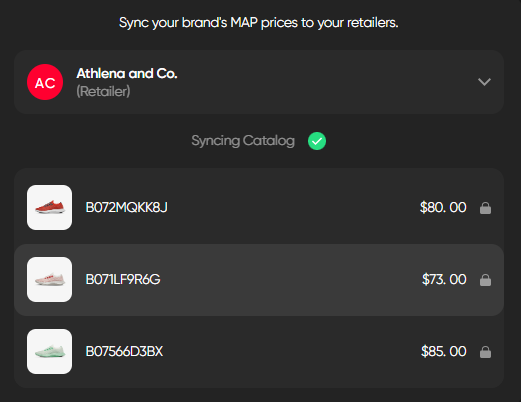 Sync your brand's MAP prices to your retailers.
AC
Athlena and Co.
(Retailer)
Syncing Catalog
B072MQKK8J $80. 00
B071LF9R6G $73. 00
B07566D3BX $85. 00